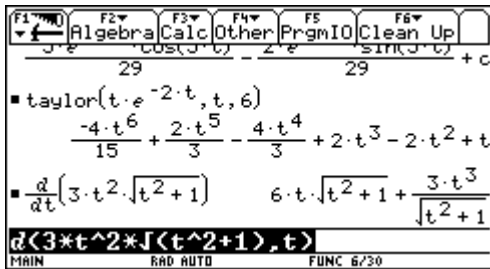 F1 F2 F3 F4 F5 F6
Algebra Calc Other PrgmIO Clean Up
29 29 + c
taylor(t·e^-2·t, t, 6)
-4·t^6/15 + 2·t^5/3 - 4·t^4/3 + 2·t^3 - 2·t^2 + t
d/dt(3·t^2·√(t^2 + 1)) 6·t·√(t^2 + 1) + 3·t^3/√(t^2 + 1)
d(3*t^2*√(t^2+1),t)
MAIN RAD AUTO FUNC 6/30